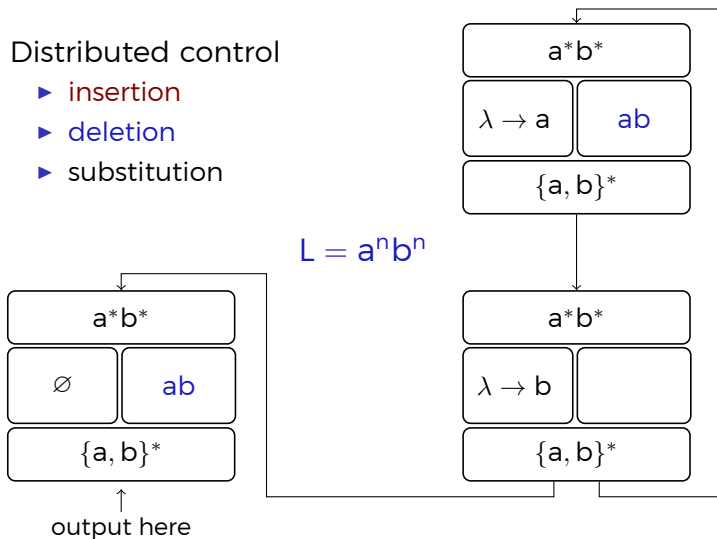 Distributed control
▶ insertion
▶ deletion
▶ substitution
a*b*
λ → a
ab
{a, b}*
L = aⁿbⁿ
a*b*
∅
ab
{a, b}*
output here
a*b*
λ → b
{a, b}*